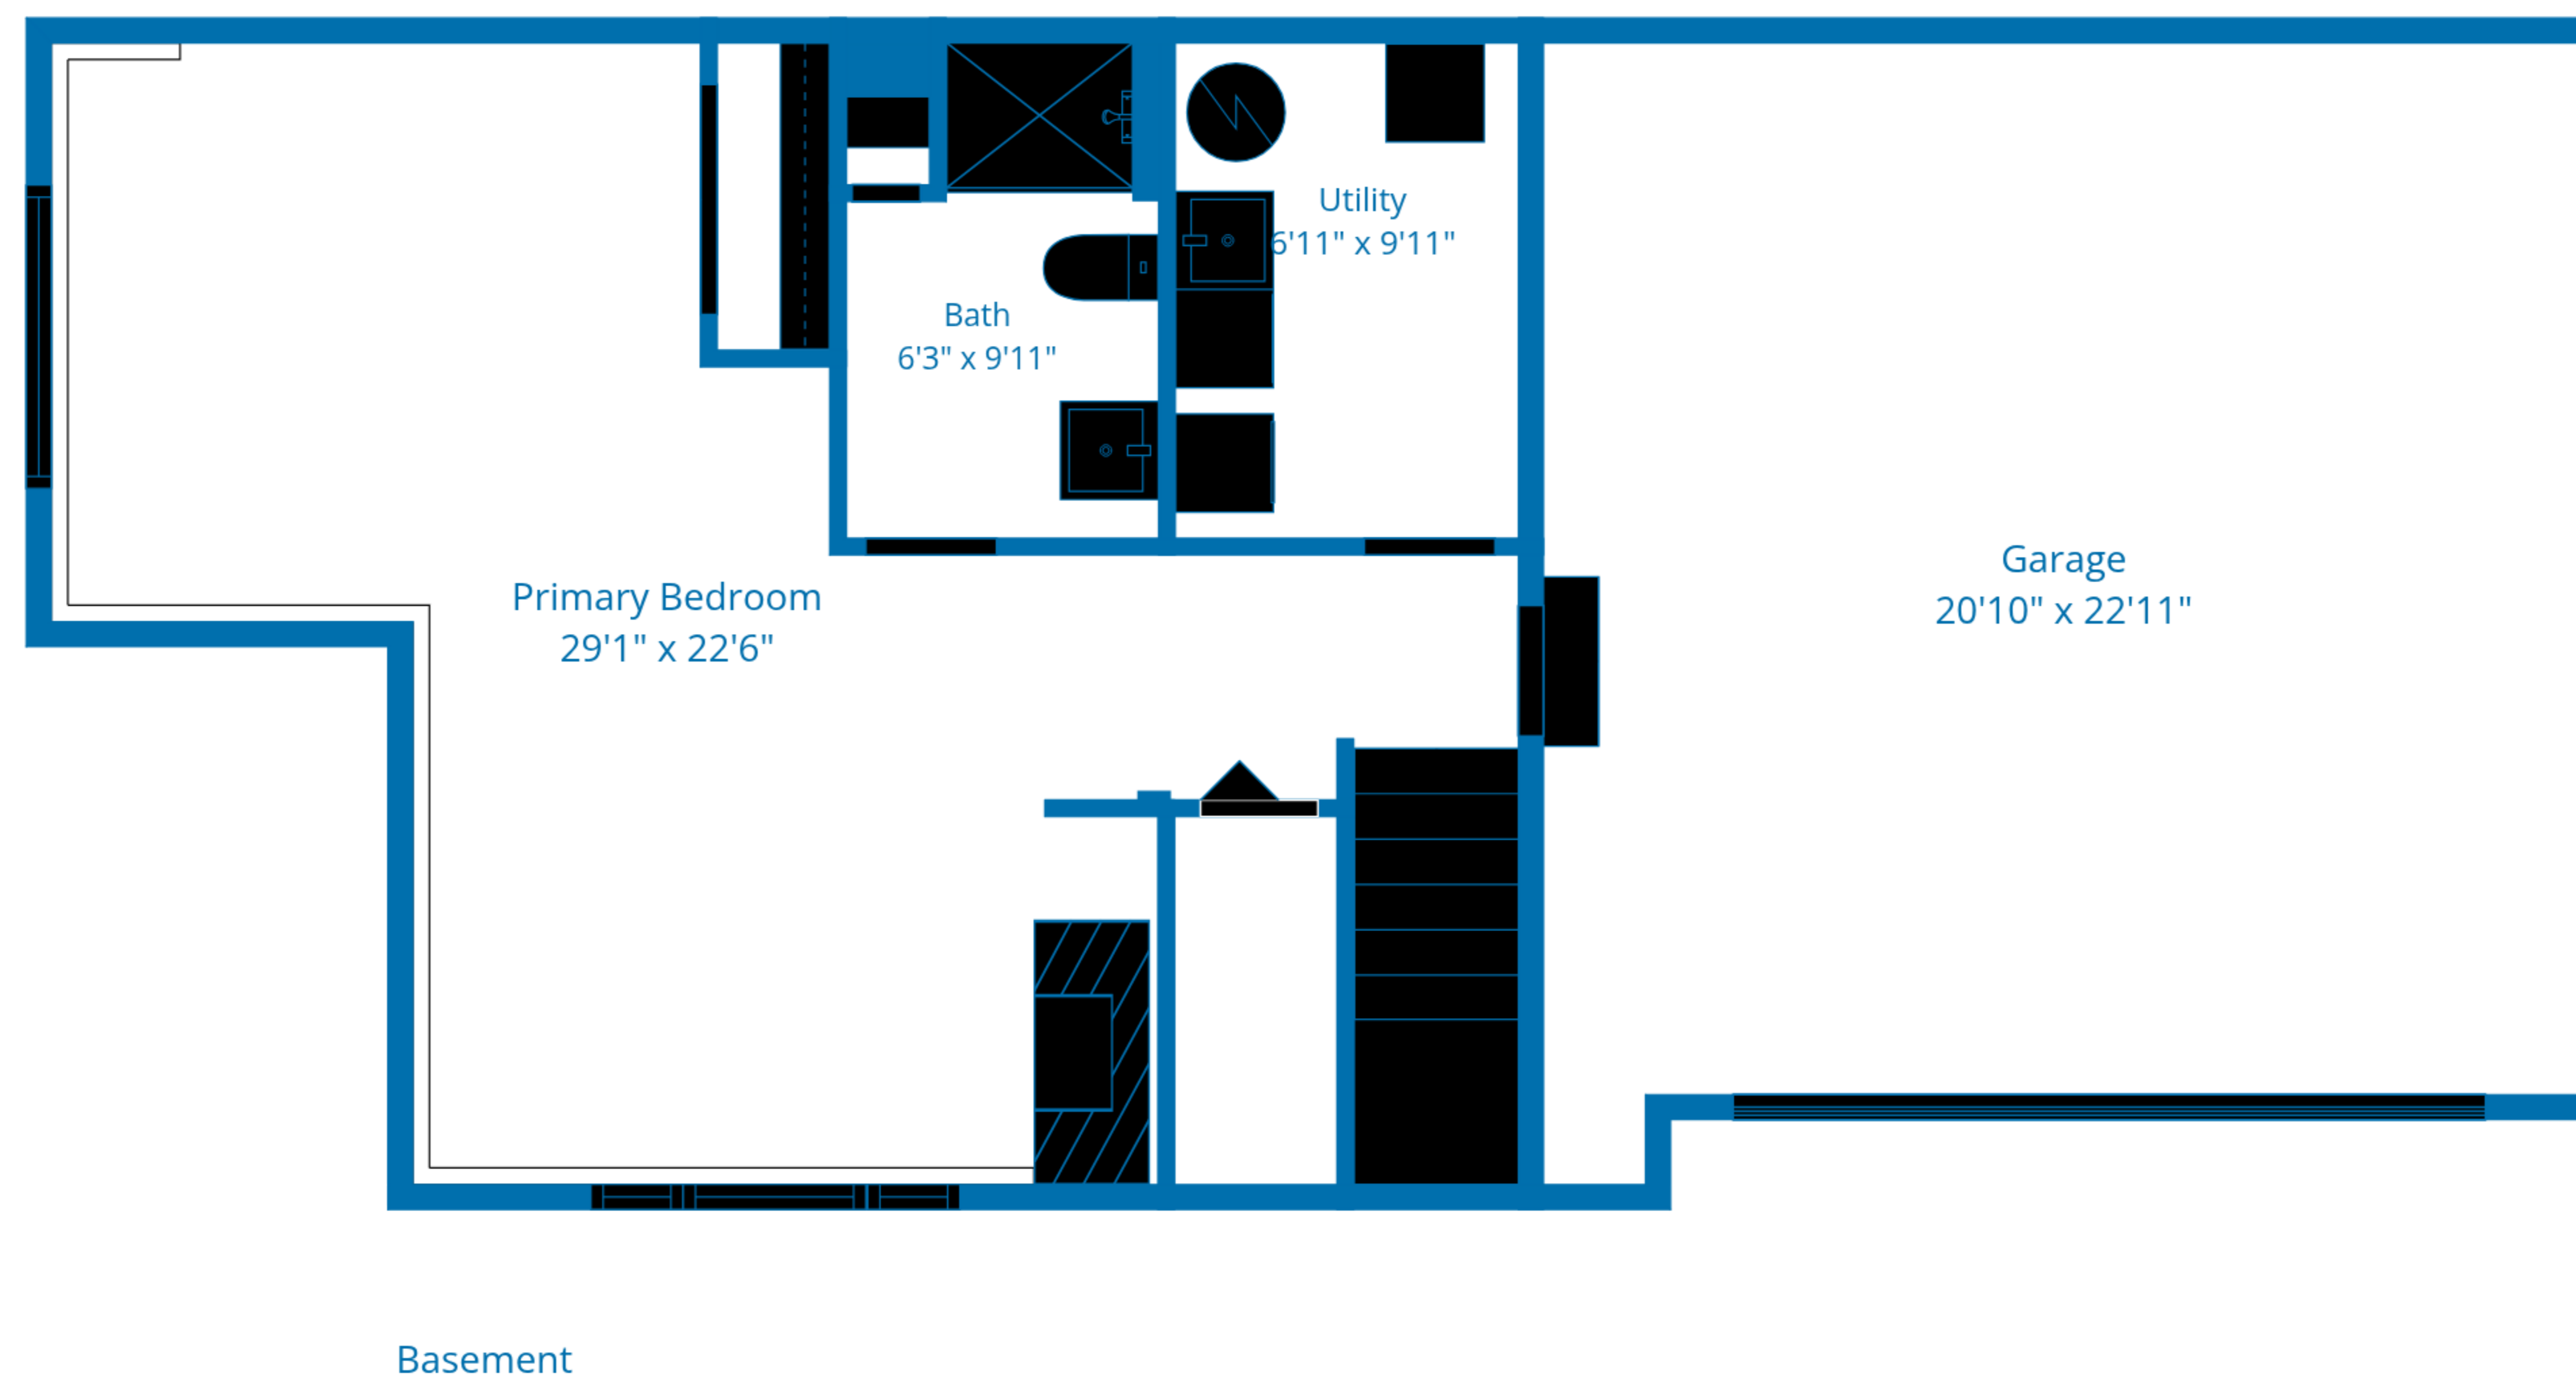 Utility
6'11" x 9'11"
Bath
6'3" x 9'11"
Primary Bedroom
29'1" x 22'6"
Garage
20'10" x 22'11"
Basement